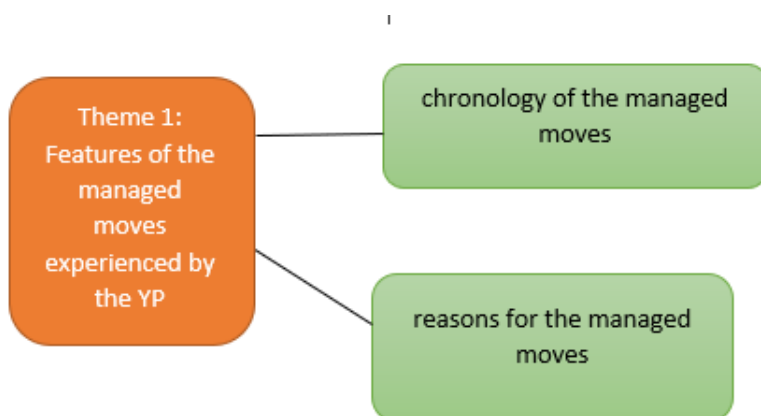 Theme 1:
Features of the
managed
moves
experienced by
the YP
chronology of the managed
moves
reasons for the managed
moves